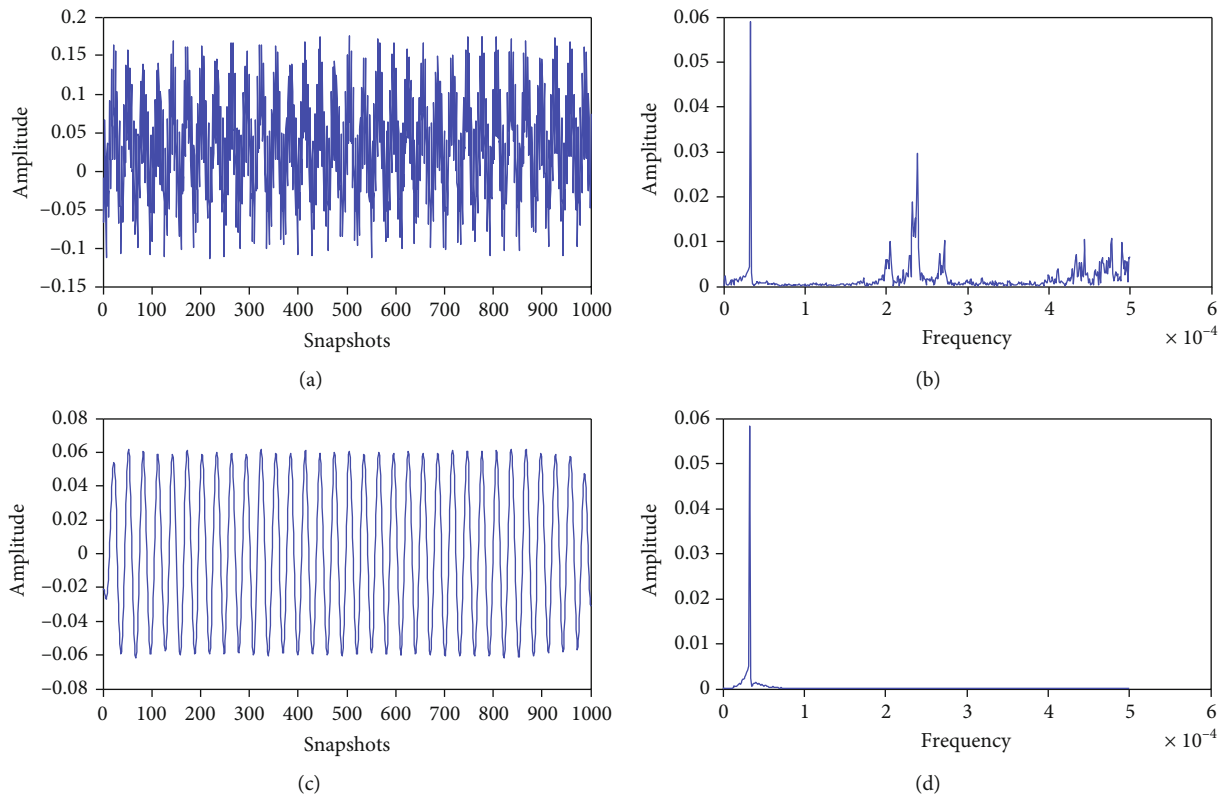 0.2
0.15
0.1
0.05
0
−0.05
−0.1
−0.15
Amplitude
0 100 200 300 400 500 600 700 800 900 1000
Snapshots
(a)
0.06
0.05
0.04
0.03
0.02
0.01
0
Amplitude
0 1 2 3 4 5 6
Frequency × 10⁻⁴
(b)
0.08
0.06
0.04
0.02
0
−0.02
−0.04
−0.06
−0.08
Amplitude
0 100 200 300 400 500 600 700 800 900 1000
Snapshots
(c)
0.06
0.05
0.04
0.03
0.02
0.01
0
Amplitude
0 1 2 3 4 5 6
Frequency × 10⁻⁴
(d)